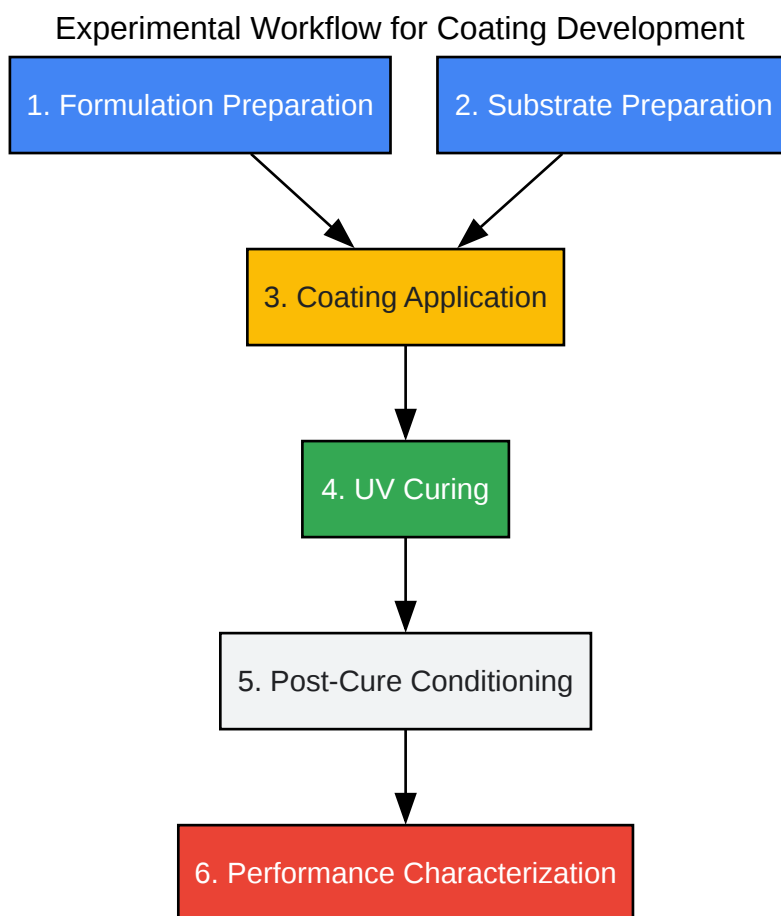 Experimental Workflow for Coating Development
1. Formulation Preparation
2. Substrate Preparation
3. Coating Application
4. UV Curing
5. Post-Cure Conditioning
6. Performance Characterization